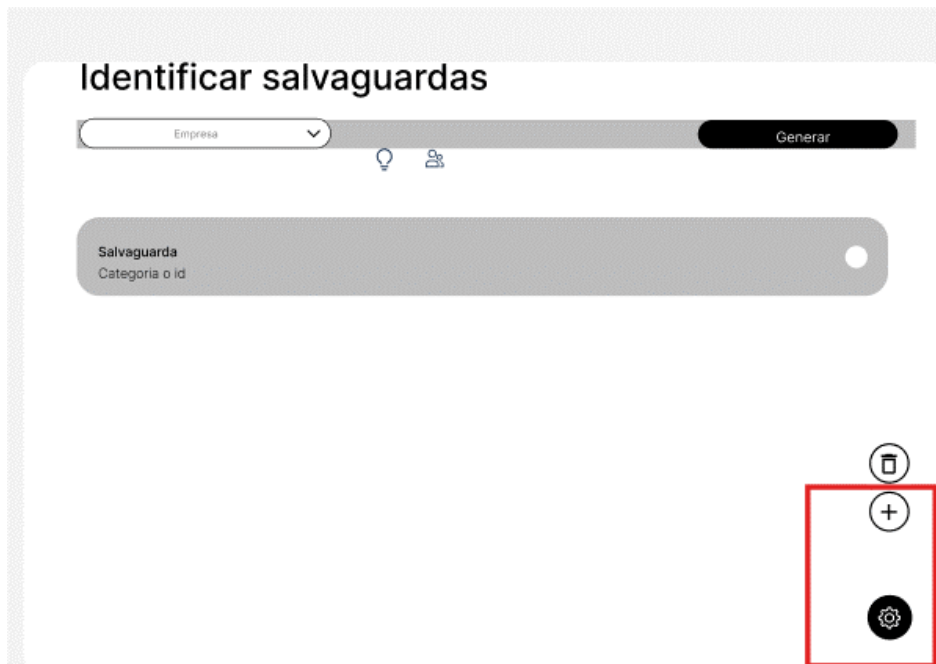 Identificar salvaguardas
Empresa
Generar
Salvaguarda
Categoria o id